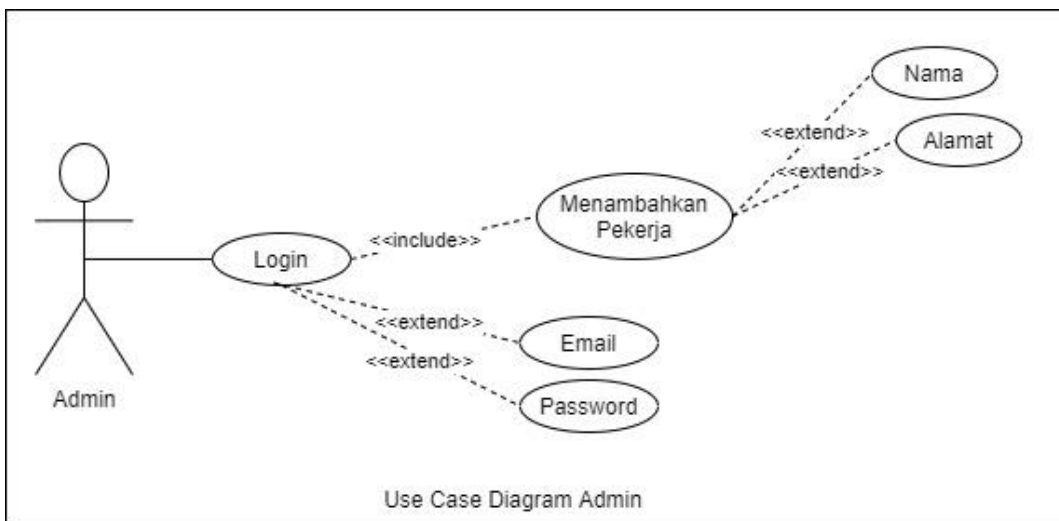 Nama
<<extend>>
Alamat
<<extend>>
Menambahkan
Pekerja
<<include>>
Login
<<extend>>
Email
<<extend>>
Password
Admin
Use Case Diagram Admin